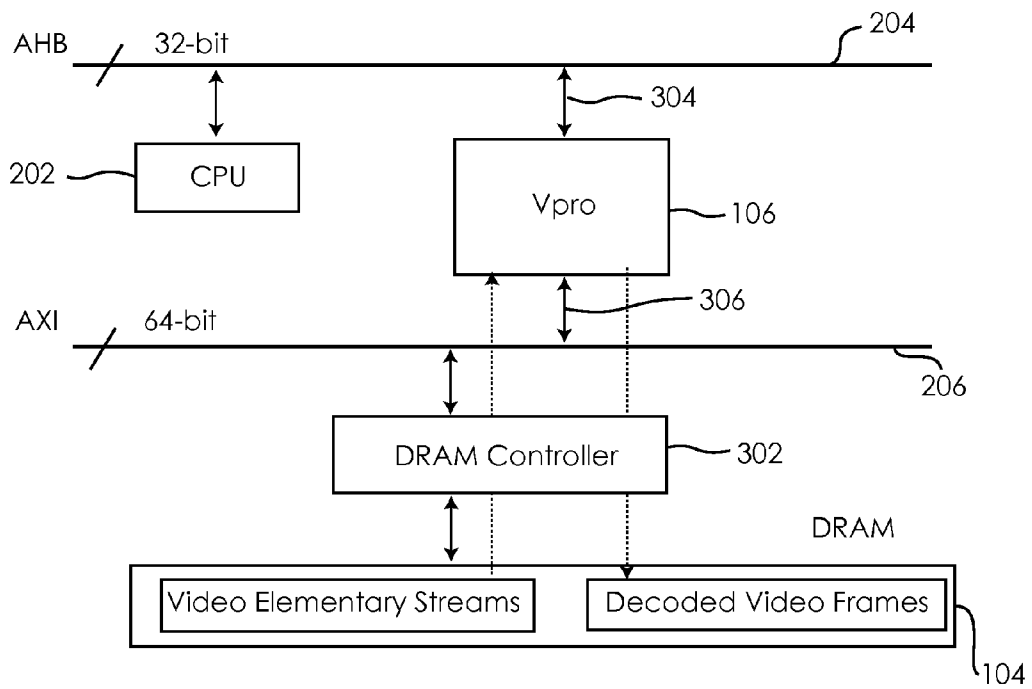 AHB 32-bit 204
304
202 CPU
Vpro 106
306
AXI 64-bit
206
DRAM Controller 302
DRAM
Video Elementary Streams
Decoded Video Frames
104